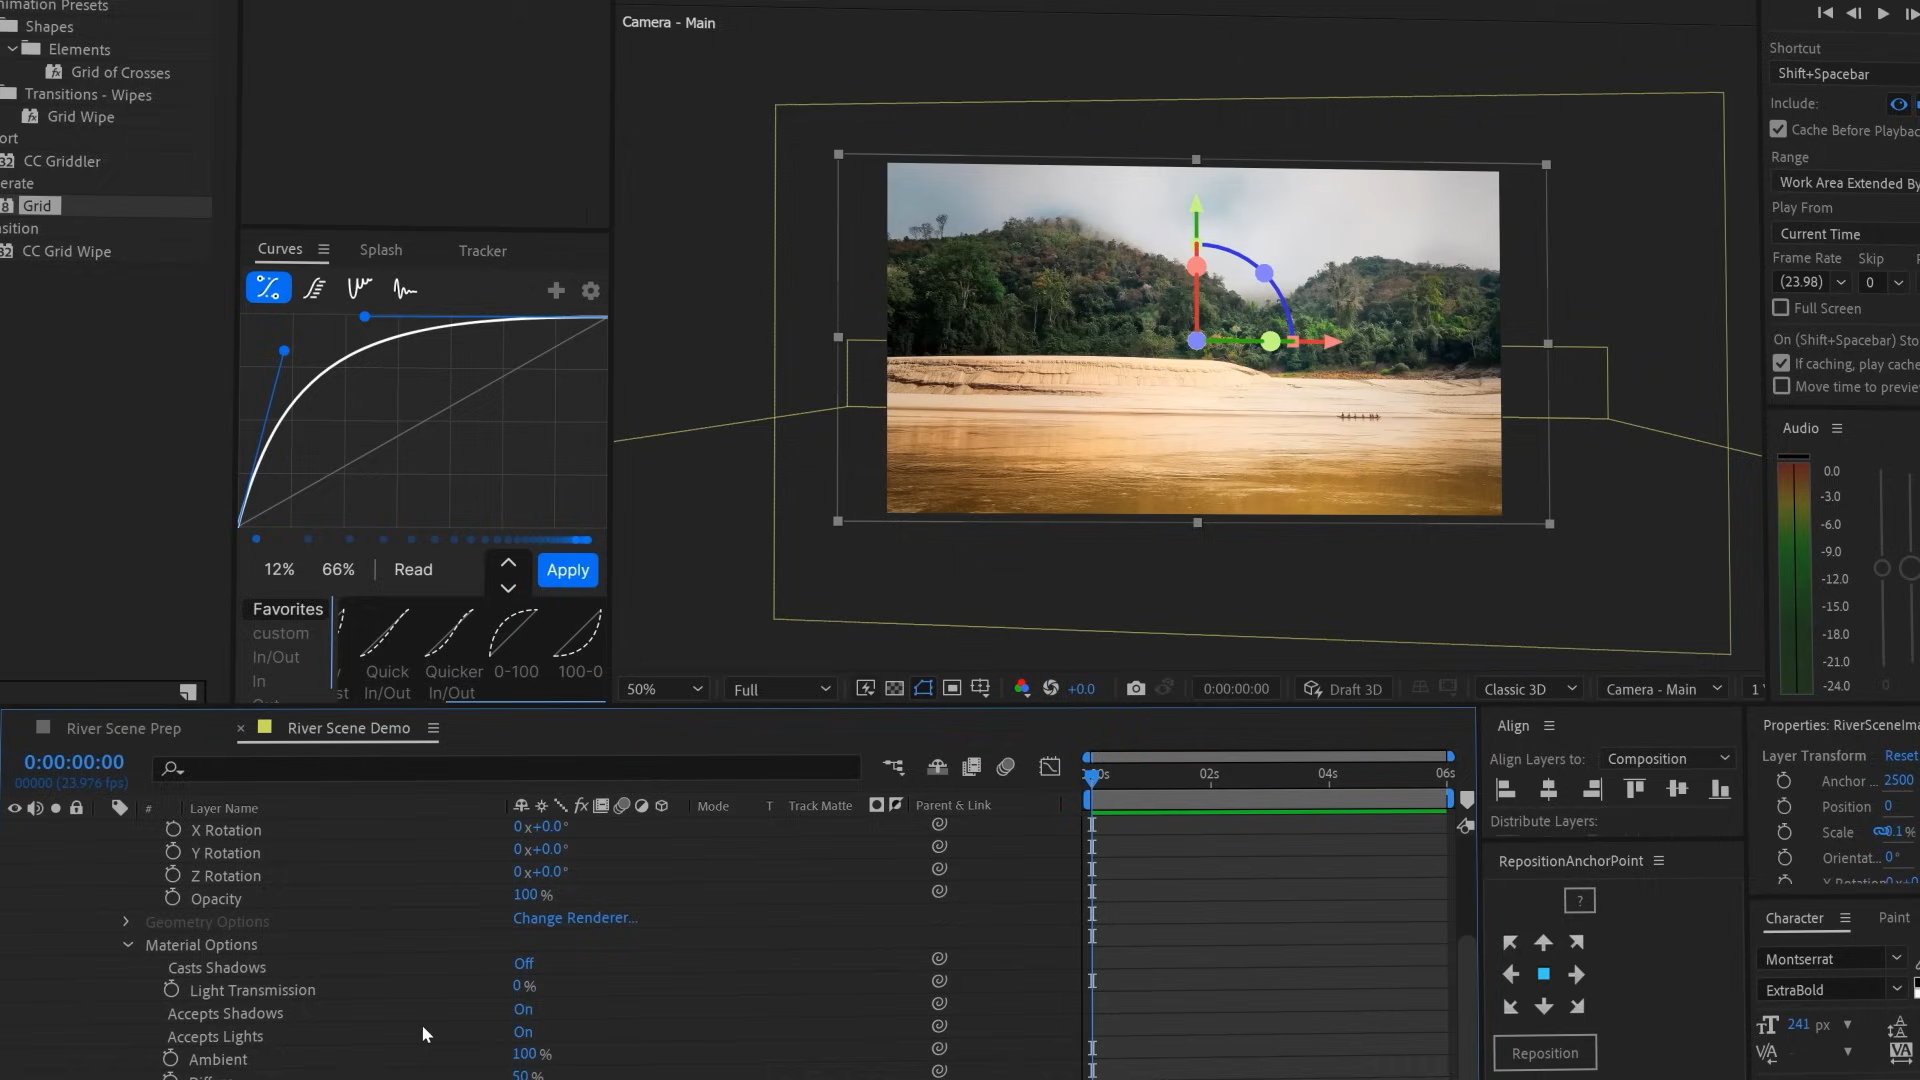 nimation Presets
Shapes
Elements
Grid of Crosses
Transitions - Wipes
Grid Wipe
ort
CC Griddler
erate
Grid
sition
CC Grid Wipe
Curves
Splash
Tracker
12%
66%
Read
Apply
Favorites
custom
In/Out
In
Quick
In/Out
Quicker
In/Out
0-100
100-0
Camera - Main
50%
Full
+0.0
0:00:00:00
Draft 3D
Classic 3D
Camera - Main
1
Shortcut
Shift+Spacebar
Include:
Cache Before Playbac
Range
Work Area Extended By
Play From
Current Time
Frame Rate
Skip
(23.98)
0
Full Screen
On (Shift+Spacebar) Sto
If caching, play cache
Move time to preview
Audio
0.0
-3.0
-6.0
-9.0
-12.0
-15.0
-18.0
-21.0
-24.0
0
River Scene Prep
× River Scene Demo
0:00:00:00
00000 (23.976 fps)
# Layer Name
Mode
T
Track Matte
Parent & Link
02s
04s
06s
X Rotation 0x+0.0°
Y Rotation 0x+0.0°
Z Rotation 0x+0.0°
Opacity 100 %
Geometry Options Change Renderer...
Material Options
Casts Shadows Off
Light Transmission 0 %
Accepts Shadows On
Accepts Lights On
Ambient 100 %
50 %
Align
Align Layers to: Composition
Distribute Layers:
RepositionAnchorPoint
?
Reposition
Properties: RiverSceneIma
Layer Transform Reset
Anchor ... 2500
Position 0
Scale 0.1 %
Orientat... 0°
Character
Paint
Montserrat
ExtraBold
241 px